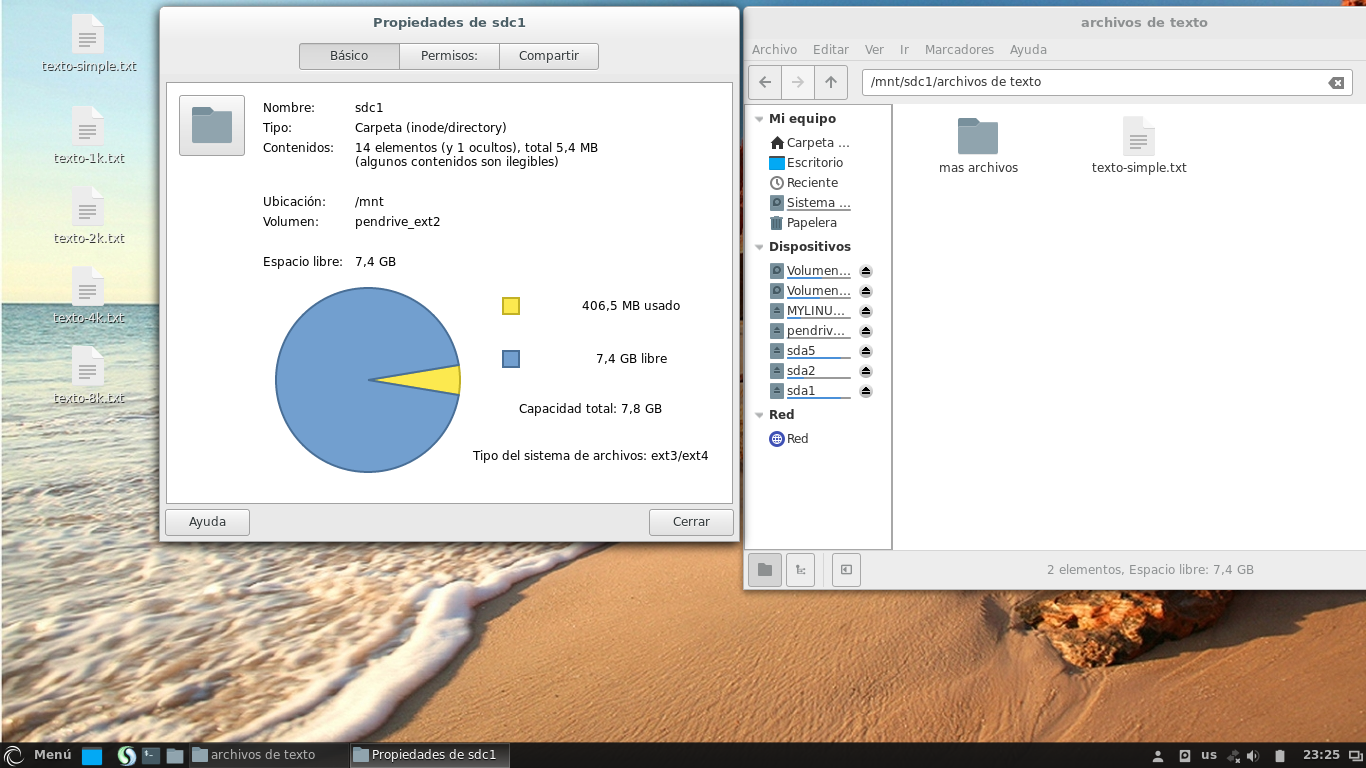 texto-simple.txt
texto-1k.txt
texto-2k.txt
texto-4k.txt
texto-8k.txt
Propiedades de sdc1
Básico
Permisos:
Compartir
Nombre: sdc1
Tipo: Carpeta (inode/directory)
Contenidos: 14 elementos (y 1 ocultos), total 5,4 MB
(algunos contenidos son ilegibles)
Ubicación: /mnt
Volumen: pendrive_ext2
Espacio libre: 7,4 GB
406,5 MB usado
7,4 GB libre
Capacidad total: 7,8 GB
Tipo del sistema de archivos: ext3/ext4
Ayuda
Cerrar
archivos de texto
Archivo Editar Ver Ir Marcadores Ayuda
/mnt/sdc1/archivos de texto
Mi equipo
Carpeta ...
Escritorio
Reciente
Sistema ...
Papelera
Dispositivos
Volumen...
Volumen...
MYLINU...
pendriv...
sda5
sda2
sda1
Red
Red
mas archivos
texto-simple.txt
2 elementos, Espacio libre: 7,4 GB
Menú
archivos de texto
Propiedades de sdc1
us
23:25